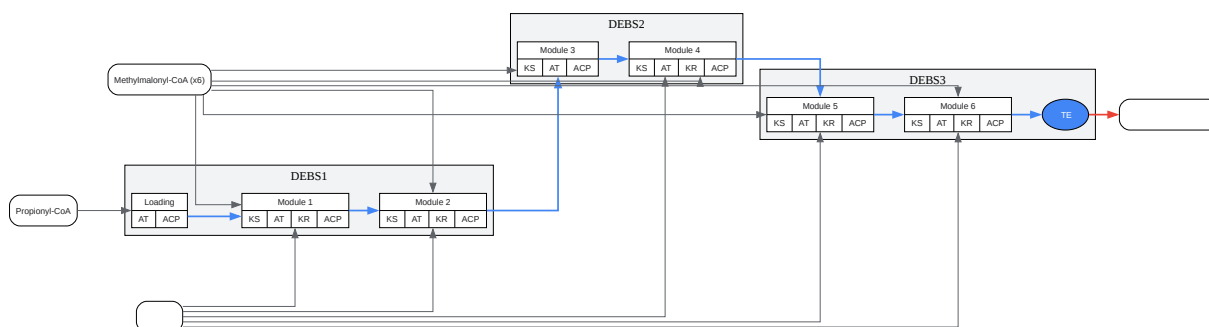 DEBS2
Module 3
KS AT ACP
Module 4
KS AT KR ACP
Methylmalonyl-CoA (x6)
DEBS3
Module 5
KS AT KR ACP
Module 6
KS AT KR ACP
TE
DEBS1
Loading
AT ACP
Module 1
KS AT KR ACP
Module 2
KS AT KR ACP
Propionyl-CoA